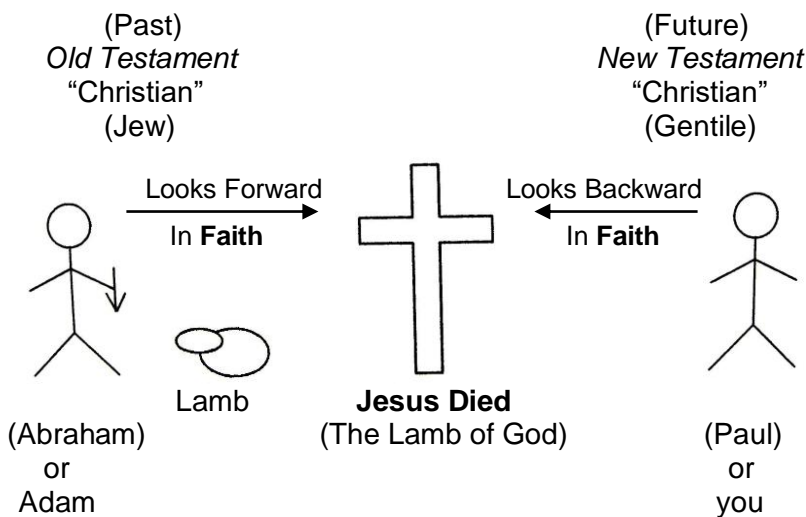 (Past)
Old Testament
“Christian”
(Jew)
(Future)
New Testament
“Christian”
(Gentile)
Looks Forward
In Faith
Looks Backward
In Faith
Lamb
Jesus Died
(The Lamb of God)
(Abraham)
or
Adam
(Paul)
or
you